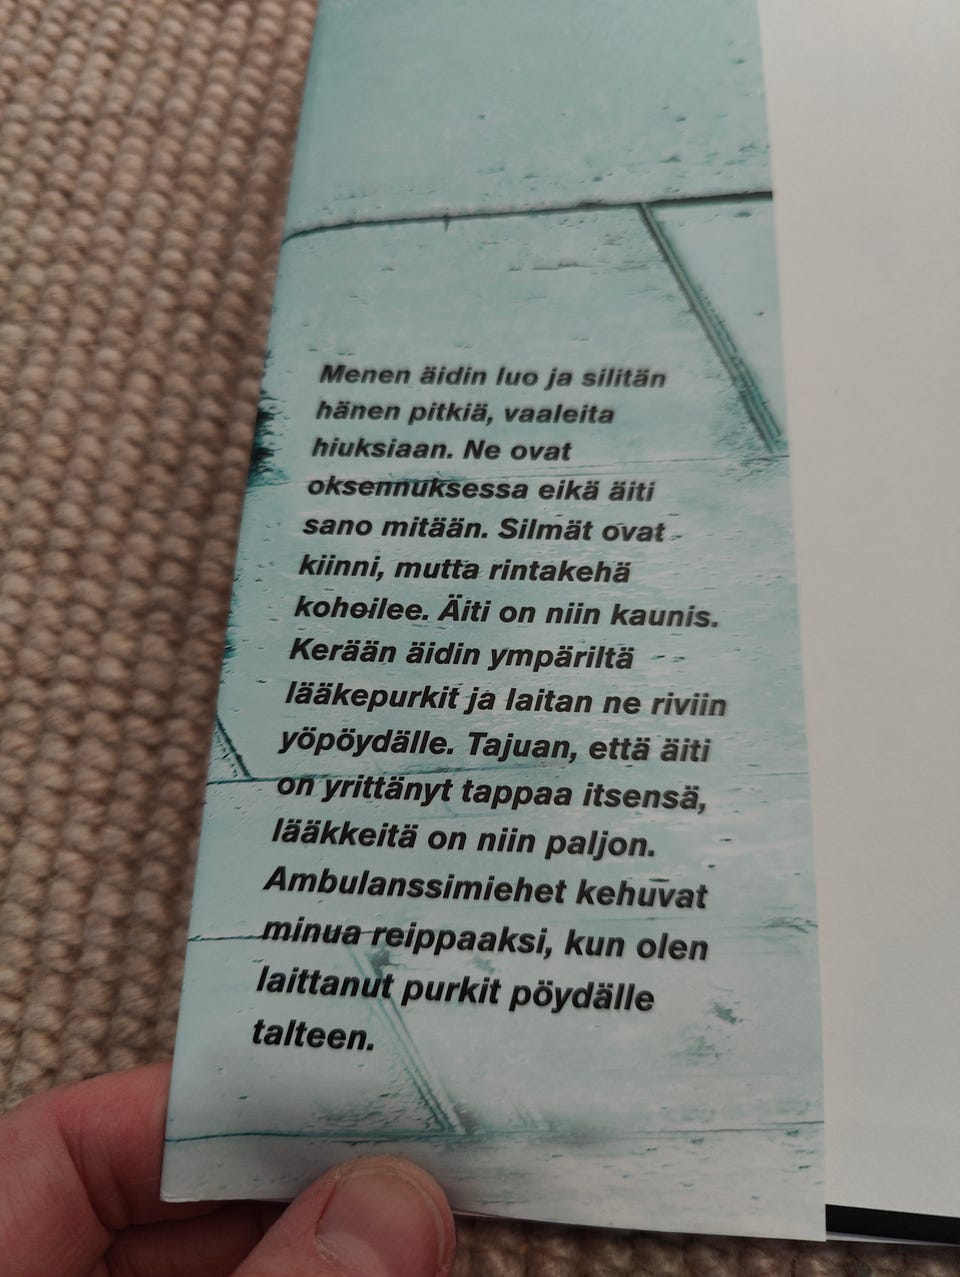 Menen äidin luo ja silitän
hänen pitkiä, vaaleita
hiuksiaan. Ne ovat
oksennuksessa eikä äiti
sano mitään. Silmät ovat
kiinni, mutta rintakehä
kohoilee. Äiti on niin kaunis.
Kerään äidin ympäriltä
lääkepurkit ja laitan ne riviin
yöpöydälle. Tajuan, että äiti
on yrittänyt tappaa itsensä,
lääkkeitä on niin paljon.
Ambulanssimiehet kehuvat
minua reippaaksi, kun olen
laittanut purkit pöydälle
talteen.